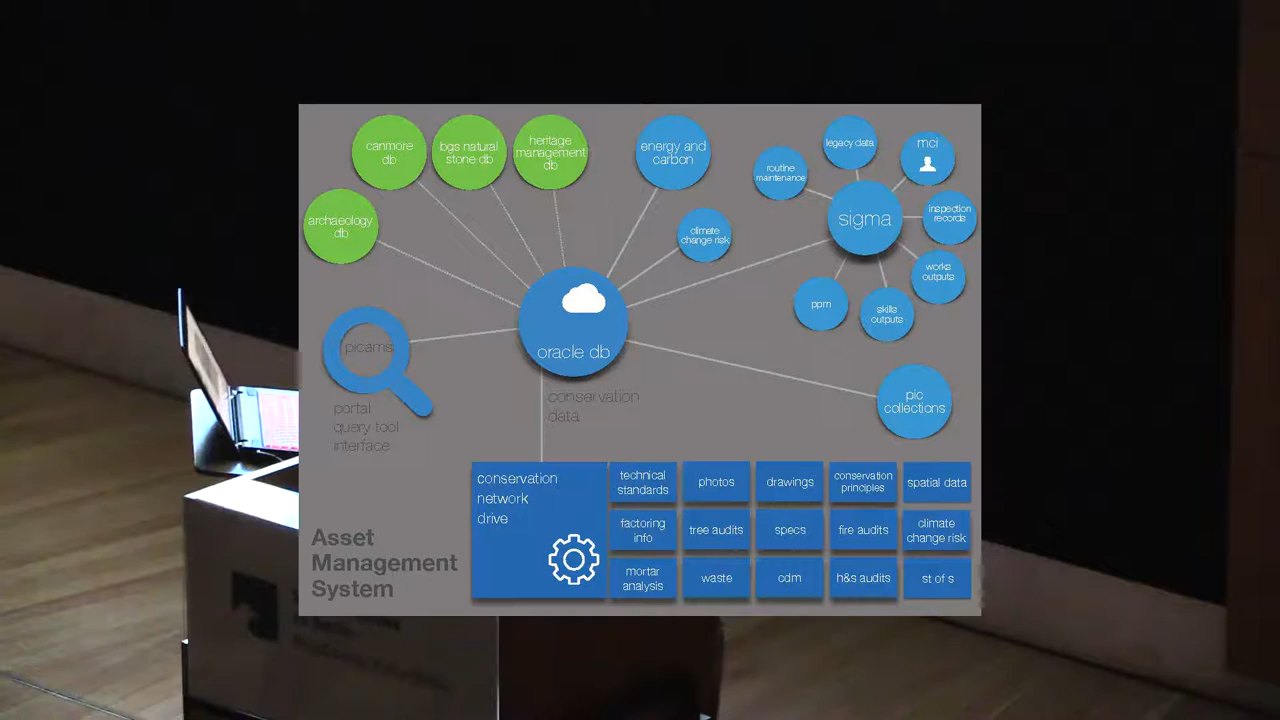 canmore
db
bgs natural
stone db
heritage
management
db
energy and
carbon
legacy data
mci
routine
maintenance
archaeology
db
sigma
inspection
records
climate
change risk
works
outputs
ppm
skills
outputs
picams
oracle db
portal
query tool
interface
conservation
data
pic
collections
conservation
network
drive
technical
standards
photos
drawings
conservation
principles
spatial data
factoring
info
tree audits
specs
fire audits
climate
change risk
mortar
analysis
waste
cdm
h&s audits
st of s
Asset
Management
System